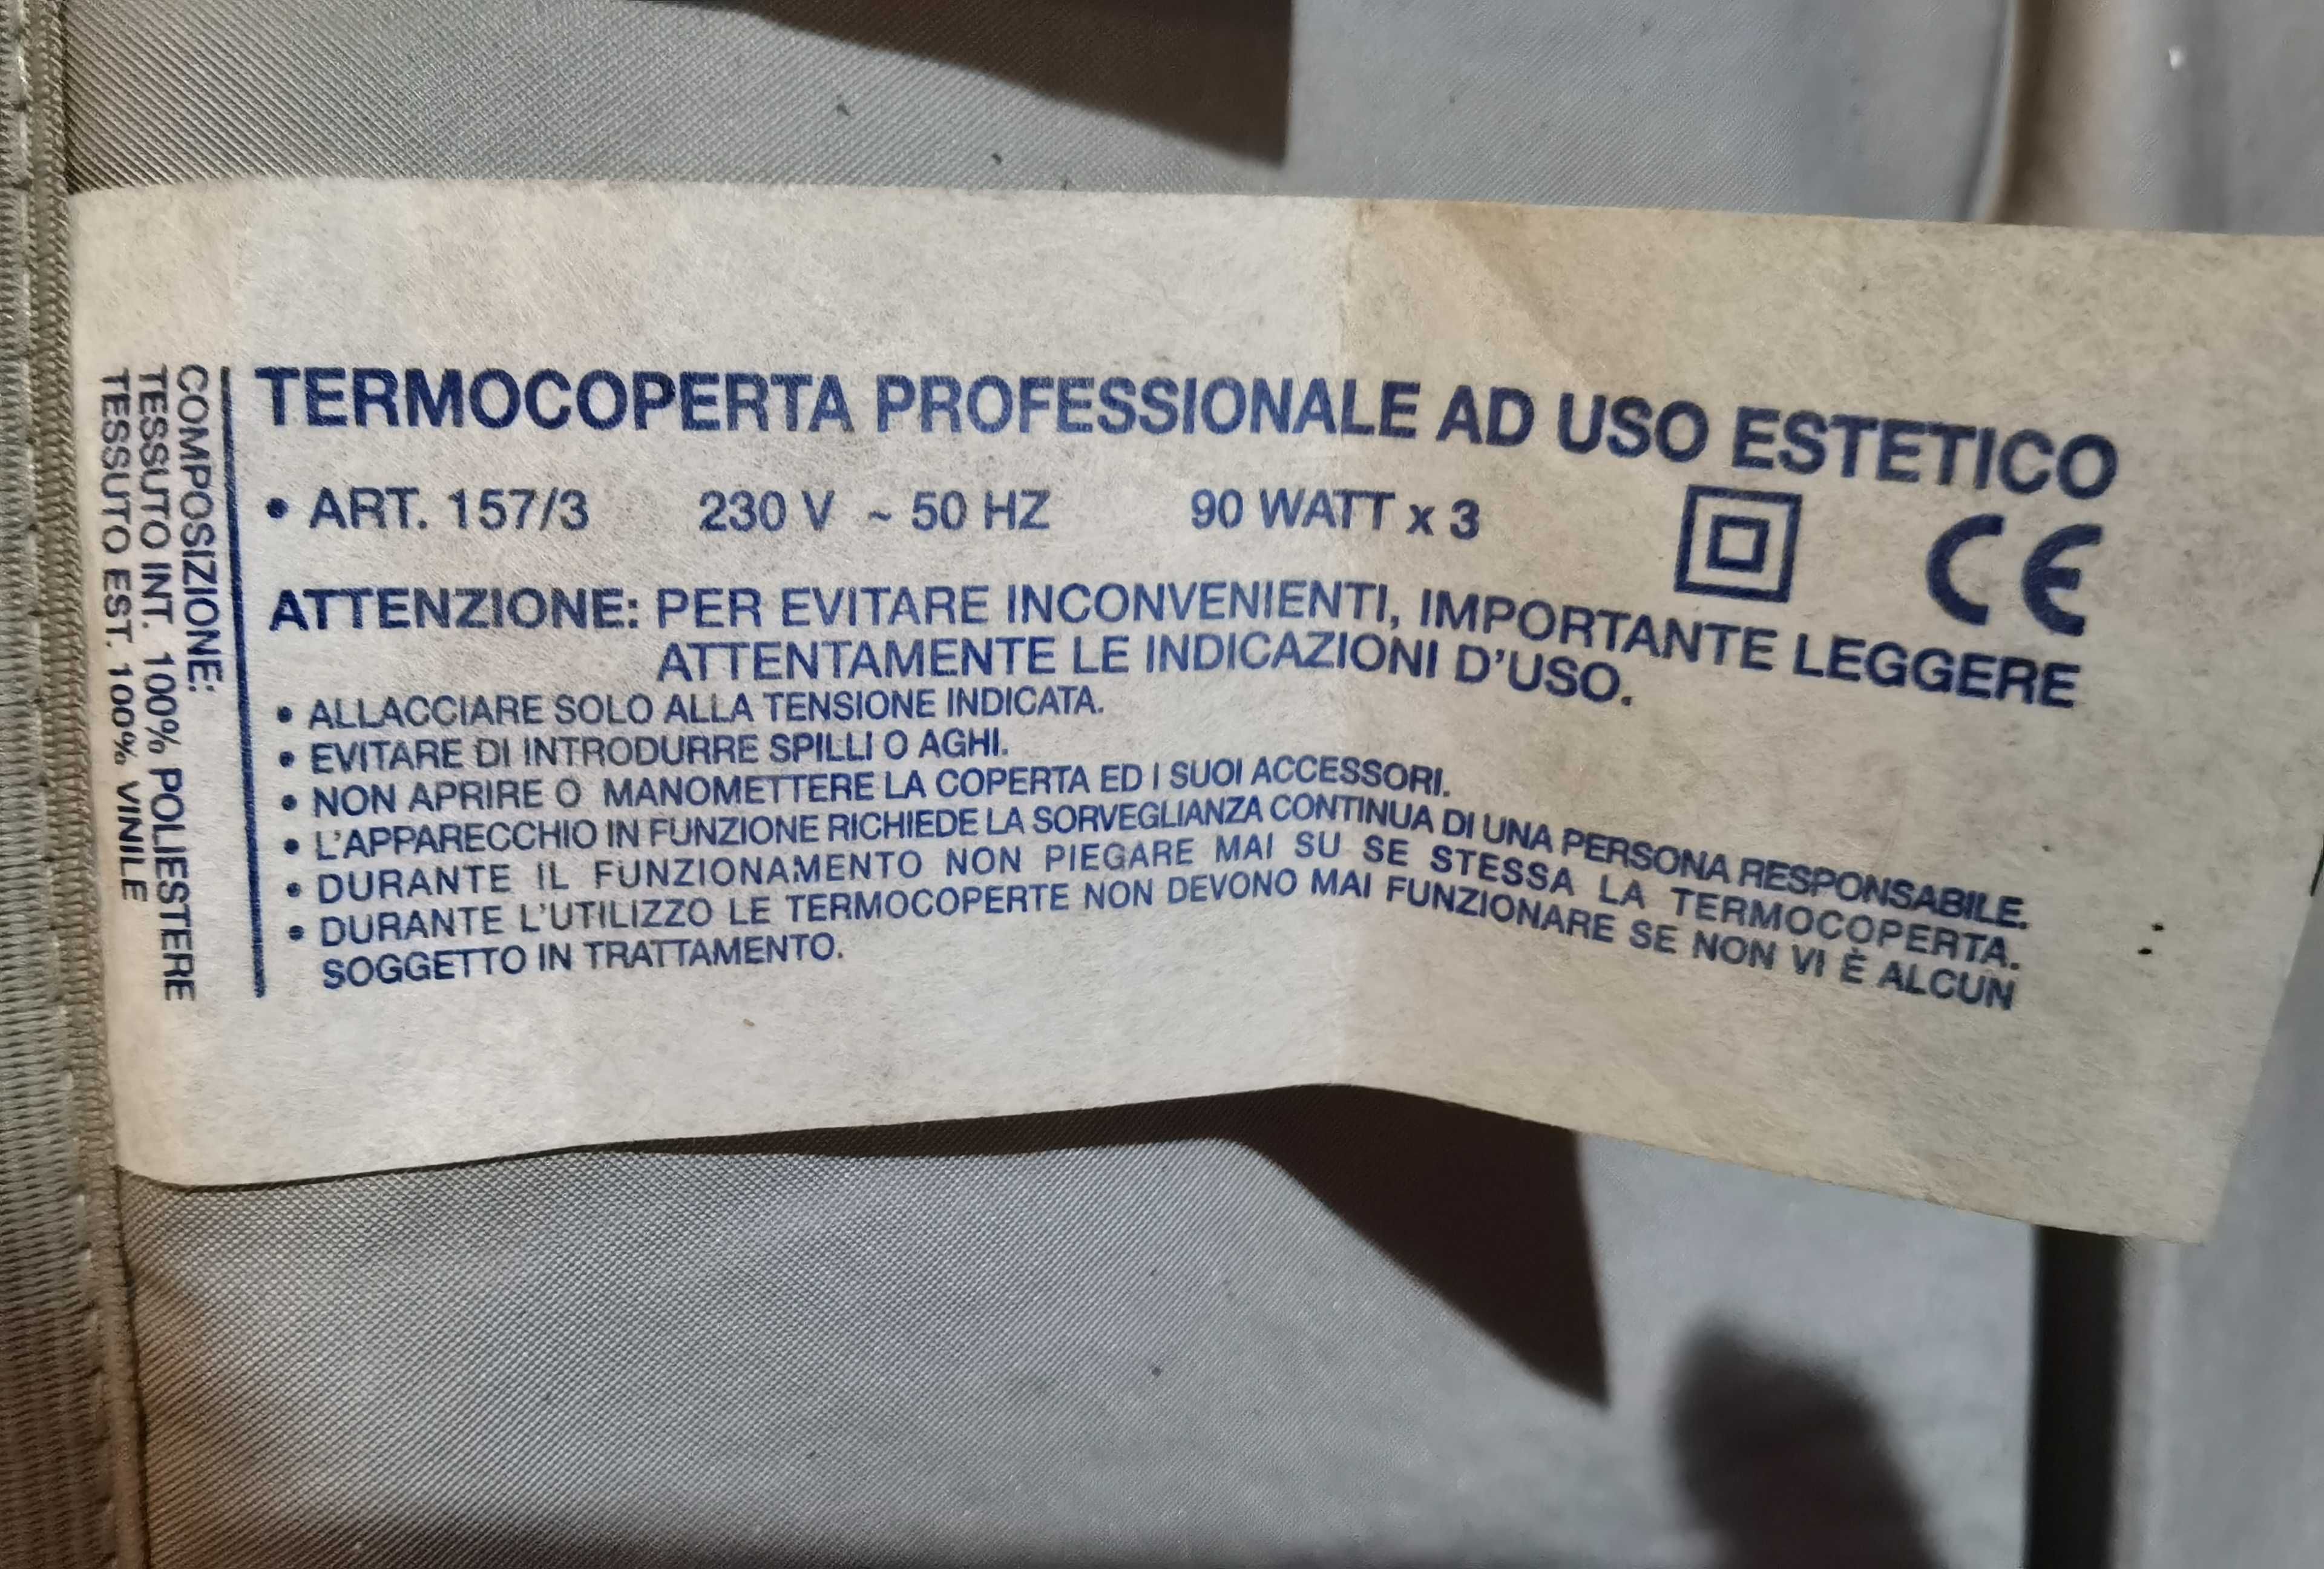 TERMOCOPERTA PROFESSIONALE AD USO ESTETICO
• ART. 157/3 230 V ~ 50 HZ 90 WATT x 3 CE
ATTENZIONE: PER EVITARE INCONVENIENTI, IMPORTANTE LEGGERE
ATTENTAMENTE LE INDICAZIONI D'USO.
• ALLACCIARE SOLO ALLA TENSIONE INDICATA.
• EVITARE DI INTRODURRE SPILLI O AGHI.
• NON APRIRE O MANOMETTERE LA COPERTA ED I SUOI ACCESSORI.
• L'APPARECCHIO IN FUNZIONE RICHIEDE LA SORVEGLIANZA CONTINUA DI UNA PERSONA RESPONSABILE.
• DURANTE IL FUNZIONAMENTO NON PIEGARE MAI SU SE STESSA LA TERMOCOPERTA.
• DURANTE L'UTILIZZO LE TERMOCOPERTE NON DEVONO MAI FUNZIONARE SE NON VI È ALCUN
SOGGETTO IN TRATTAMENTO.
COMPOSIZIONE:
TESSUTO INT. 100% POLIESTERE
TESSUTO EST. 100% VINILE